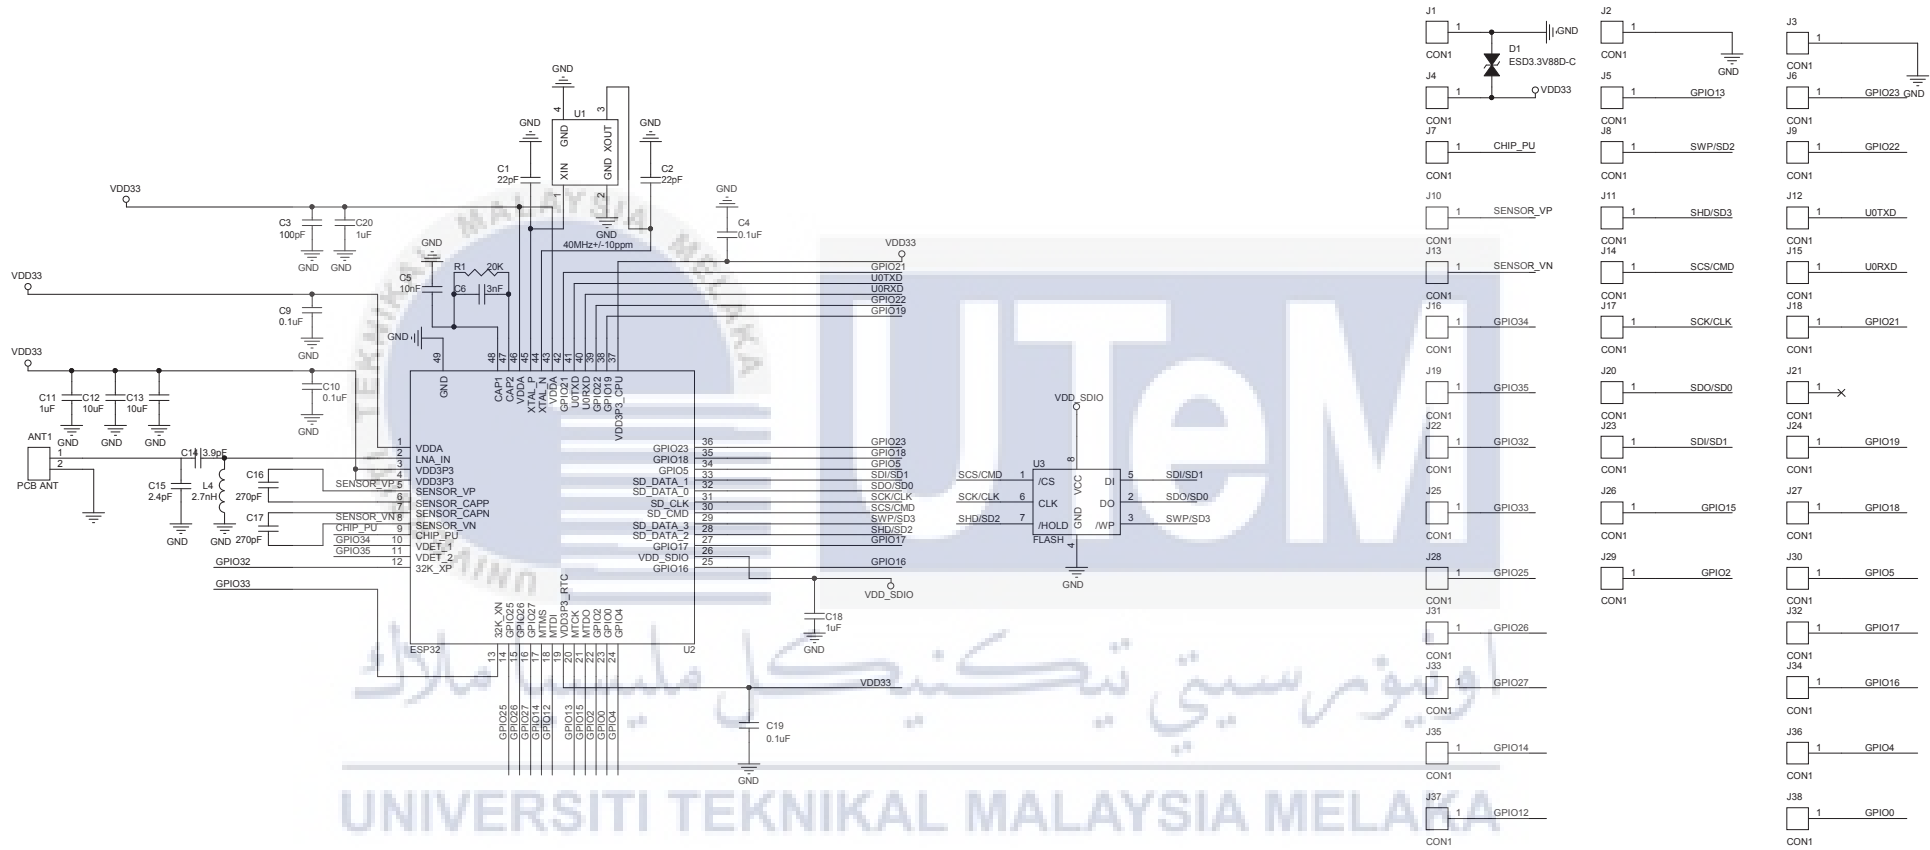 J1
1
GND
CON1
D1
ESD3.3V88D-C
J2
1
GND
CON1
J3
1
GND
CON1
J4
1
VDD33
CON1
J5
1
GPIO13
CON1
J6
1
GPIO23
CON1
J7
1
CHIP_PU
CON1
J8
1
SWP/SD2
CON1
J9
1
GPIO22
CON1
J10
1
SENSOR_VP
CON1
J11
1
SHD/SD3
CON1
J12
1
U0TXD
CON1
J13
1
SENSOR_VN
CON1
J14
1
SCS/CMD
CON1
J15
1
U0RXD
CON1
J16
1
GPIO34
CON1
J17
1
SCK/CLK
CON1
J18
1
GPIO21
CON1
J19
1
GPIO35
CON1
J20
1
SDO/SD0
CON1
J21
1
CON1
J22
1
GPIO32
CON1
J23
1
SDI/SD1
CON1
J24
1
GPIO19
CON1
J25
1
GPIO33
CON1
J26
1
GPIO15
CON1
J27
1
GPIO18
CON1
J28
1
GPIO25
CON1
J29
1
GPIO2
CON1
J30
1
GPIO5
CON1
J31
1
GPIO26
CON1
J32
1
GPIO17
CON1
J33
1
GPIO27
CON1
J34
1
GPIO16
CON1
J35
1
GPIO14
CON1
J36
1
GPIO4
CON1
J37
1
GPIO12
CON1
J38
1
GPIO0
CON1
GND
U1
4
3
GND
XOUT
XIN
GND
1
2
GND
GND
C1
22pF
GND
C2
22pF
40MHz+/-10ppm
GND
C4
0.1uF
VDD33
C3
100pF
GND
C20
1uF
GND
VDD33
C9
0.1uF
GND
VDD33
C11
1uF
GND
C12
10uF
GND
C13
10uF
GND
C10
0.1uF
GND
GND
C5
10nF
R1
20K
C6
3nF
GND
ANT1
1
2
PCB ANT
C14
3.9pF
C15
2.4pF
GND
L4
2.7nH
GND
C16
270pF
C17
270pF
SENSOR_VP
SENSOR_VN
CHIP_PU
GPIO34
GPIO35
GPIO32
GPIO33
VDD33
GPIO21
U0TXD
U0RXD
GPIO22
GPIO19
49
48
47
46
45
44
43
42
41
40
39
38
37
GND
CAP1
CAP2
VDDA
XTAL_P
XTAL_N
VDDA
GPIO21
U0TXD
U0RXD
GPIO22
GPIO19
VDD3P3_CPU
1
VDDA
2
LNA_IN
3
VDD3P3
4
VDD3P3
5
SENSOR_VP
6
SENSOR_CAPP
7
SENSOR_CAPN
8
SENSOR_VN
9
CHIP_PU
10
VDET_1
11
VDET_2
12
32K_XP
GPIO23
36
GPIO23
GPIO18
35
GPIO18
GPIO5
34
GPIO5
SD_DATA_1
33
SDI/SD1
SD_DATA_0
32
SDO/SD0
SD_CLK
31
SCK/CLK
SD_CMD
30
SCS/CMD
SD_DATA_3
29
SWP/SD3
SD_DATA_2
28
SHD/SD2
GPIO17
27
GPIO17
VDD_SDIO
26
GPIO16
25
GPIO16
VDD_SDIO
C18
1uF
GND
32K_XN
GPIO25
GPIO26
GPIO27
MTMS
MTDI
VDD3P3_RTC
MTCK
MTDO
GPIO2
GPIO0
GPIO4
ESP32
U2
13
14
15
16
17
18
19
20
21
22
23
24
GPIO25
GPIO26
GPIO27
GPIO14
GPIO12
GPIO13
GPIO15
GPIO2
GPIO0
GPIO4
VDD33
C19
0.1uF
GND
VDD_SDIO
8
U3
SCS/CMD
1
/CS
SCK/CLK
6
CLK
SHD/SD2
7
/HOLD
VCC
GND
DI
5
SDI/SD1
DO
2
SDO/SD0
/WP
3
SWP/SD3
FLASH
4
GND
TEKNIKAL MALAYSIA MELAKA
UTeM
اونيۏرسيتي تيكنيكل مليسيا ملاك
UNIVERSITI TEKNIKAL MALAYSIA MELAKA